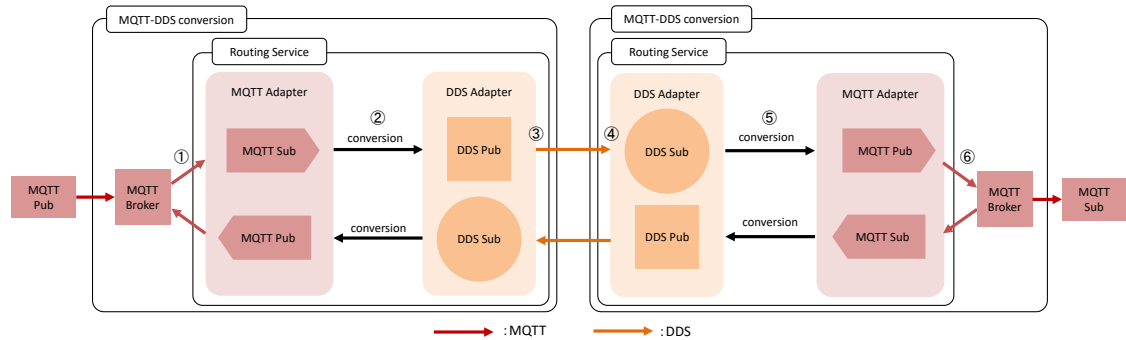 MQTT-DDS conversion
Routing Service
MQTT Adapter
DDS Adapter
①
②
conversion
③
MQTT Sub
DDS Pub
MQTT
Pub
MQTT
Broker
MQTT Pub
conversion
DDS Sub
MQTT-DDS conversion
Routing Service
DDS Adapter
MQTT Adapter
④
⑤
conversion
⑥
DDS Sub
MQTT Pub
DDS Pub
conversion
MQTT Sub
MQTT
Broker
MQTT
Sub
: MQTT
: DDS